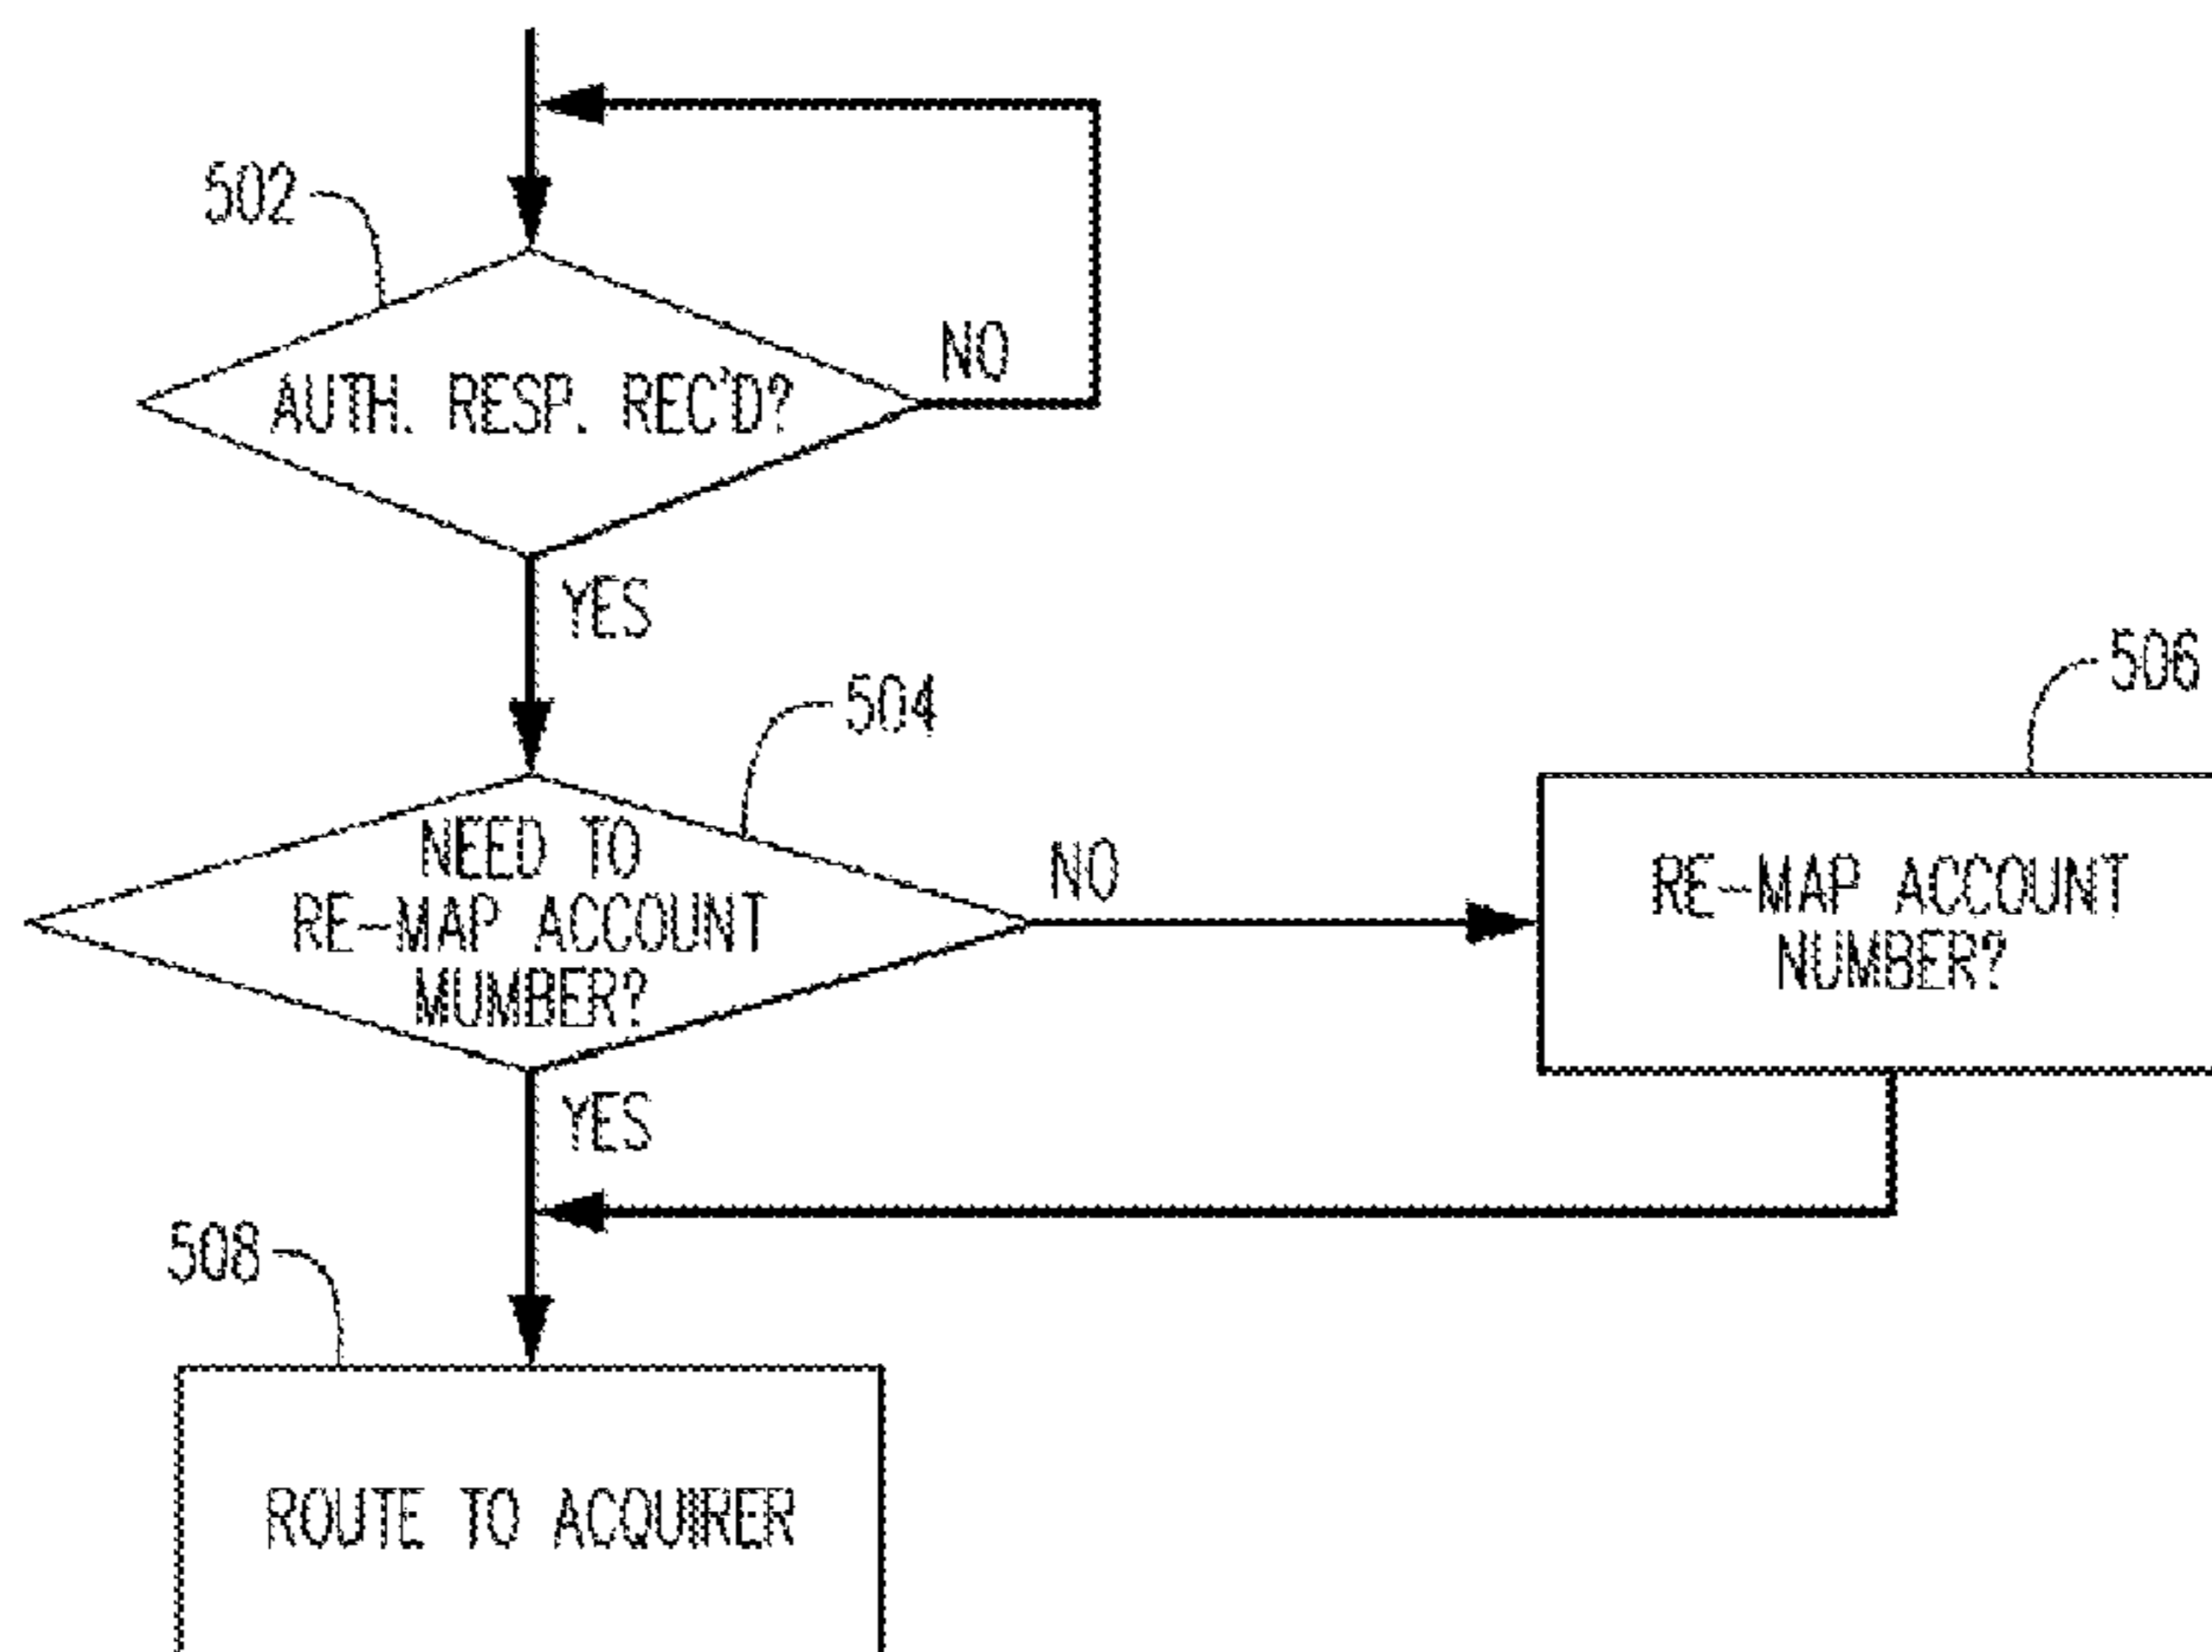 502
NO
AUTH. RESP. REC'D?
YES
504
506
NEED TO
RE-MAP ACCOUNT
MUMBER?
NO
RE-MAP ACCOUNT
NUMBER?
YES
508
ROUTE TO ACQUIRER